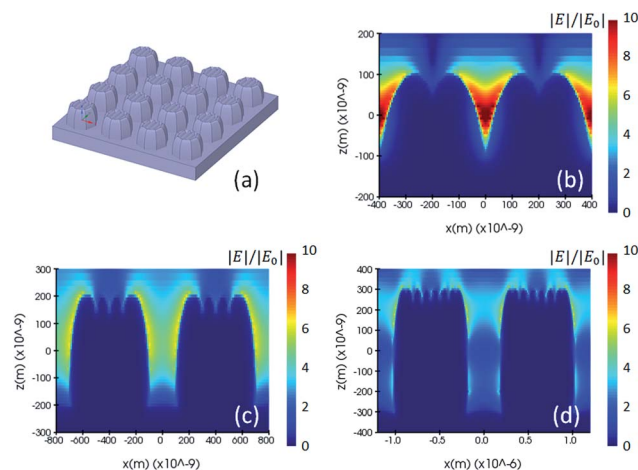 (a)
|E|/|E₀|
200
100
0
-100
-200
z(m) (x10^-9)
-400 -300 -200 -100 0 100 200 300 400
x(m) (x10^-9)
10
8
6
4
2
0
(b)
|E|/|E₀|
300
200
100
0
-100
-200
-300
z(m) (x10^-9)
-800 -600 -400 -200 0 200 400 600 800
x(m) (x10^-9)
10
8
6
4
2
0
(c)
|E|/|E₀|
400
300
200
100
0
-100
-200
-300
-400
z(m) (x10^-9)
-1.0 -0.5 0.0 0.5 1.0
x(m) (x10^-6)
10
8
6
4
2
0
(d)